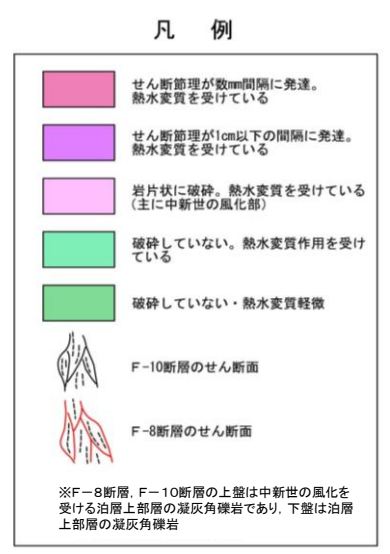 凡 例
せん断節理が数mm間隔に発達。
熱水変質を受けている
せん断節理が1cm以下の間隔に発達。
熱水変質を受けている
岩片状に破砕。熱水変質を受けている
(主に中新世の風化部)
破砕していない。熱水変質作用を受け
ている
破砕していない・熱水変質軽微
F-10断層のせん断面
F-8断層のせん断面
※F-8断層，F-10断層の上盤は中新世の風化を
受ける泊層上部層の凝灰角礫岩であり，下盤は泊層
上部層の凝灰角礫岩